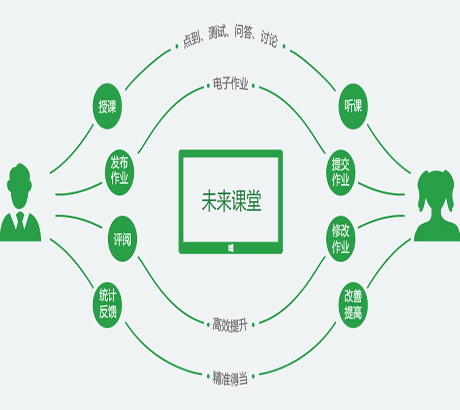 点到、测试、问答、讨论
电子作业
授课
听课
发布
作业
提交
作业
未来课堂
评阅
修改
作业
统计
反馈
改善
提高
高效提升
精准得当